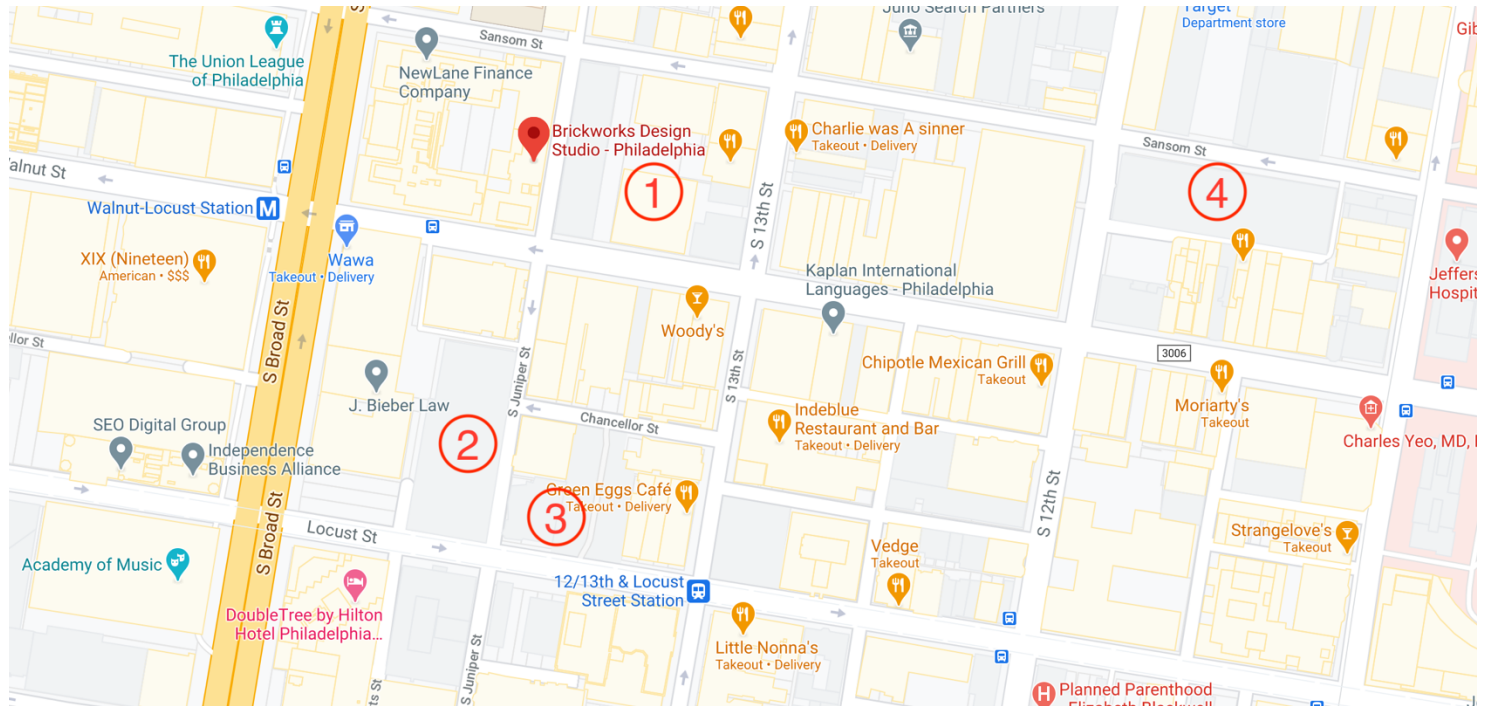 Juno Search Partners
Target
Department store
The Union League
of Philadelphia
NewLane Finance
Company
Sansom St
Brickworks Design
Studio - Philadelphia
Charlie was A sinner
Takeout • Delivery
Sansom St
1
4
S 13th St
Walnut-Locust Station
M
Wawa
Takeout • Delivery
XIX (Nineteen)
American • $$$
Kaplan International
Languages - Philadelphia
Woody's
S Broad St
S Juniper St
S 13th St
3006
Chipotle Mexican Grill
Takeout
J. Bieber Law
Moriarty's
Takeout
Chancellor St
Indeblue
Restaurant and Bar
Takeout • Delivery
Charles Yeo, MD,
SEO Digital Group
Independence
Business Alliance
2
Green Eggs Café
Takeout • Delivery
3
S Broad St
S 12th St
Locust St
Strangelove's
Takeout
Vedge
Takeout
Academy of Music
12/13th & Locust
Street Station
DoubleTree by Hilton
Hotel Philadelphia...
S Juniper St
Little Nonna's
Takeout • Delivery
H
Planned Parenthood